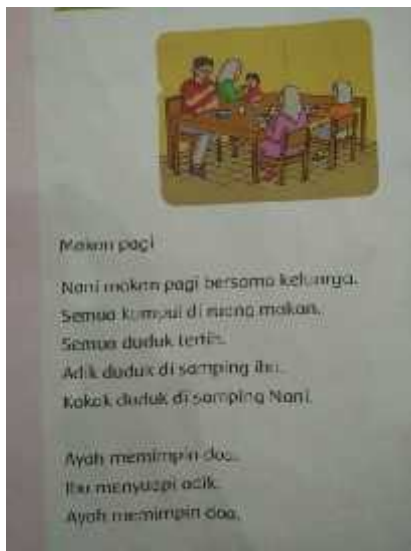 Makan pagi
Nani makan pagi bersama keluarga.
Semua kumpul di ruang makan.
Semua duduk tertib.
Adik duduk di samping ibu.
Kakak duduk di samping Nani.
Ayah memimpin doa.
Ibu menyuapi adik.
Ayah memimpin doa.